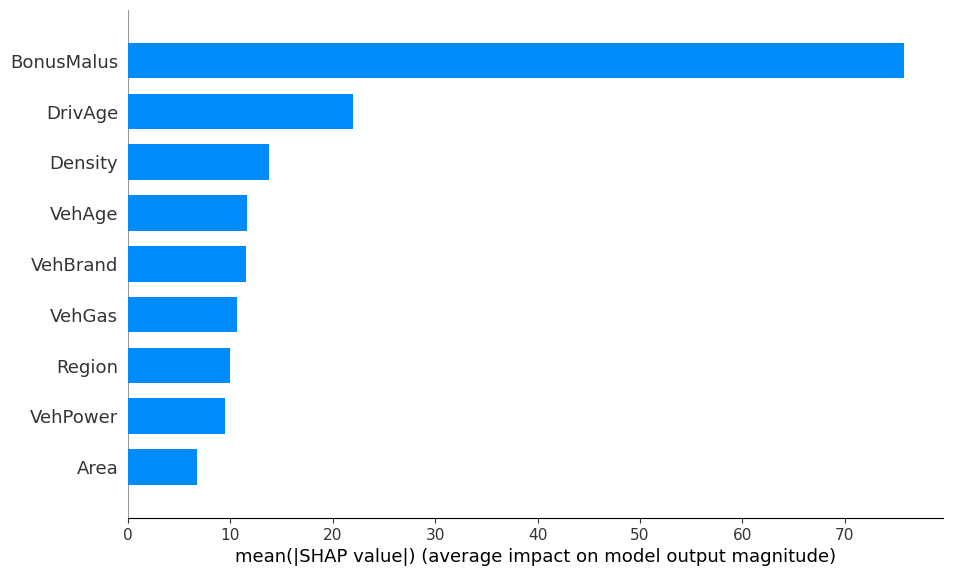 BonusMalus
DrivAge
Density
VehAge
VehBrand
VehGas
Region
VehPower
Area
0 10 20 30 40 50 60 70
mean(|SHAP value|) (average impact on model output magnitude)